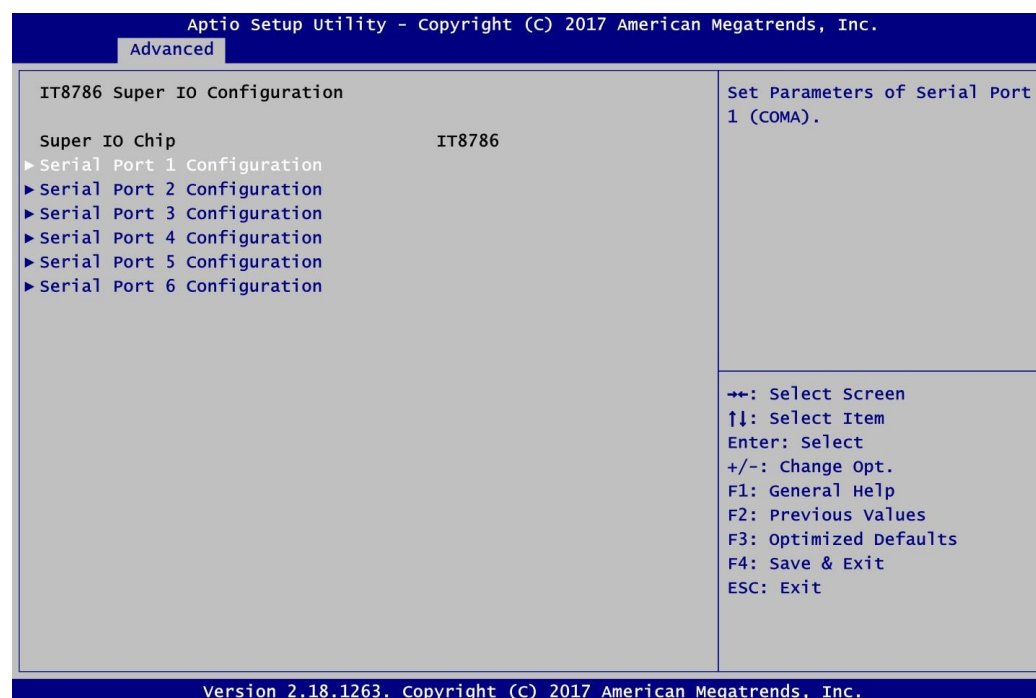 Aptio Setup Utility – Copyright (C) 2017 American Megatrends, Inc.
Advanced
IT8786 Super IO Configuration
Super IO Chip IT8786
►Serial Port 1 Configuration
►Serial Port 2 Configuration
►Serial Port 3 Configuration
►Serial Port 4 Configuration
►Serial Port 5 Configuration
►Serial Port 6 Configuration
Set Parameters of Serial Port
1 (COMA).
→←: Select Screen
↑↓: Select Item
Enter: Select
+/-: Change Opt.
F1: General Help
F2: Previous Values
F3: Optimized Defaults
F4: Save & Exit
ESC: Exit
Version 2.18.1263. Copyright (C) 2017 American Megatrends, Inc.